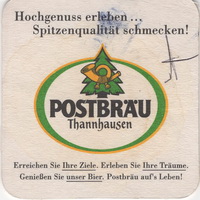 Hochgenuss erleben...
Spitzenqualität schmecken!
POSTBRÄU
Thannhausen
Erreichen Sie Ihre Ziele. Erleben Sie Ihre Träume.
Genießen Sie unser Bier. Postbräu auf's Leben!